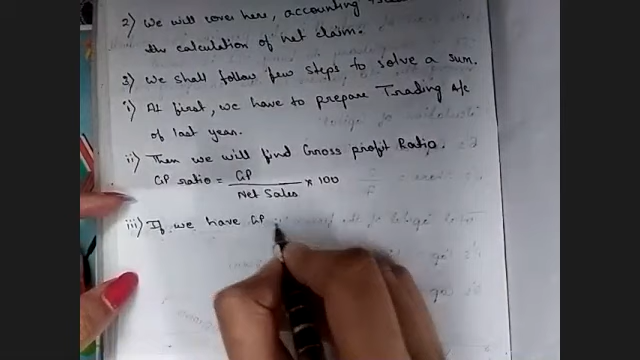 2) We will cover here, accounting
the calculation of net claim.
3) We shall follow few steps to solve a sum.
i) At first, we have to prepare Trading A/c
of last year.
ii) Then we will find Gross profit Ratio.
GP ratio = GP / Net Sales × 100
iii) If we have GP